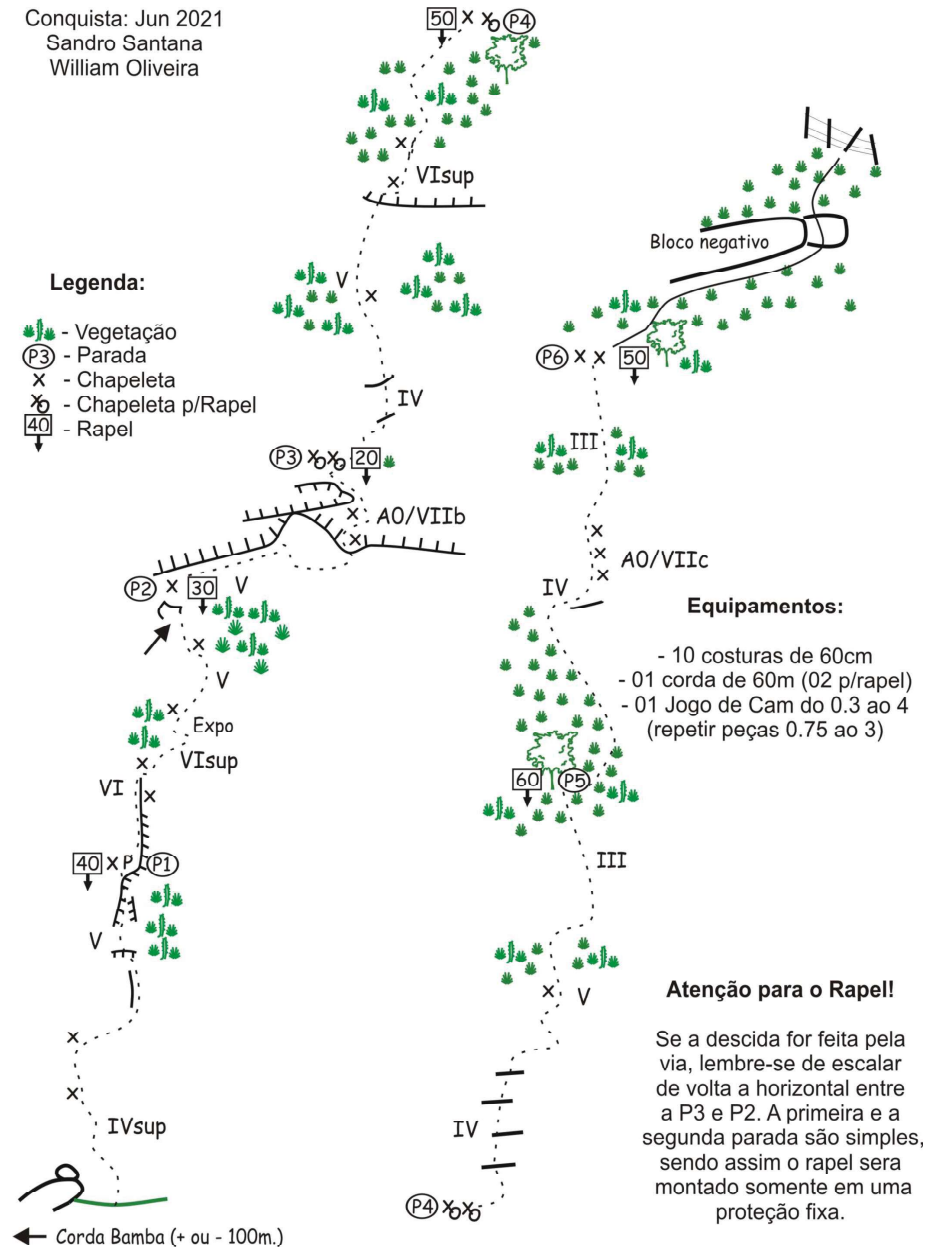 Conquista: Jun 2021
Sandro Santana
William Oliveira
50
P4
VIsup
V
IV
Legenda:
- Vegetação
P3 - Parada
x - Chapeleta
- Chapeleta p/Rapel
40 - Rapel
P3
20
A0/VIIb
P2
30
V
V
Expo
VIsup
VI
40
P
P1
V
IVsup
Corda Bamba (+ ou - 100m.)
Bloco negativo
P6
50
III
A0/VIIc
IV
60
P5
III
V
IV
P4
Equipamentos:
- 10 costuras de 60cm
- 01 corda de 60m (02 p/rapel)
- 01 Jogo de Cam do 0.3 ao 4
(repetir peças 0.75 ao 3)
Atenção para o Rapel!
Se a descida for feita pela
via, lembre-se de escalar
de volta a horizontal entre
a P3 e P2. A primeira e a
segunda parada são simples,
sendo assim o rapel sera
montado somente em uma
proteção fixa.